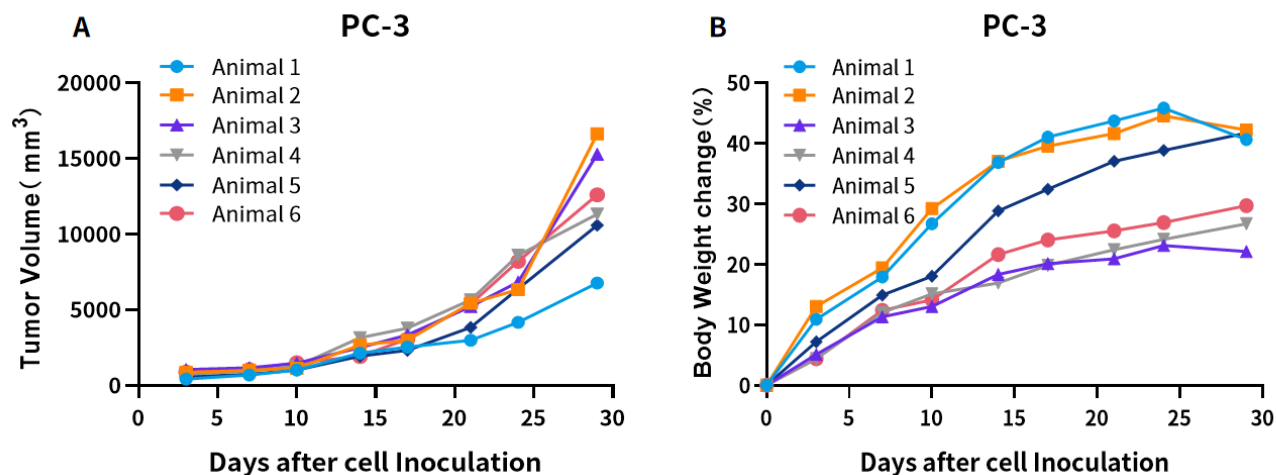 A
PC-3
Animal 1
Animal 2
Animal 3
Animal 4
Animal 5
Animal 6
20000
15000
10000
5000
0
Tumor Volume( mm³)
0 5 10 15 20 25 30
Days after cell Inoculation
B
PC-3
Animal 1
Animal 2
Animal 3
Animal 4
Animal 5
Animal 6
50
40
30
20
10
0
Body Weight change(%)
0 5 10 15 20 25 30
Days after cell Inoculation